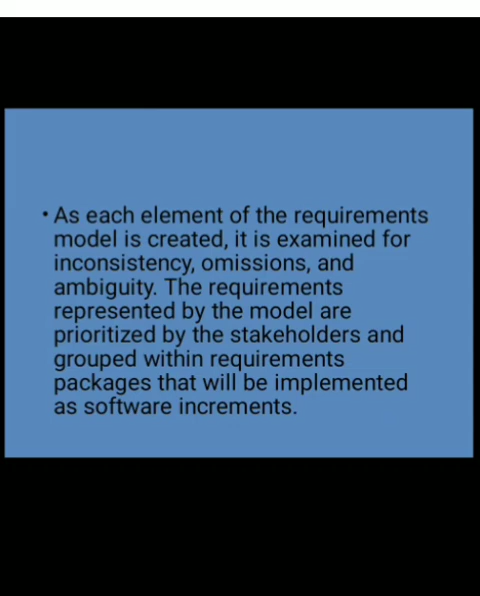 • As each element of the requirements
model is created, it is examined for
inconsistency, omissions, and
ambiguity. The requirements
represented by the model are
prioritized by the stakeholders and
grouped within requirements
packages that will be implemented
as software increments.